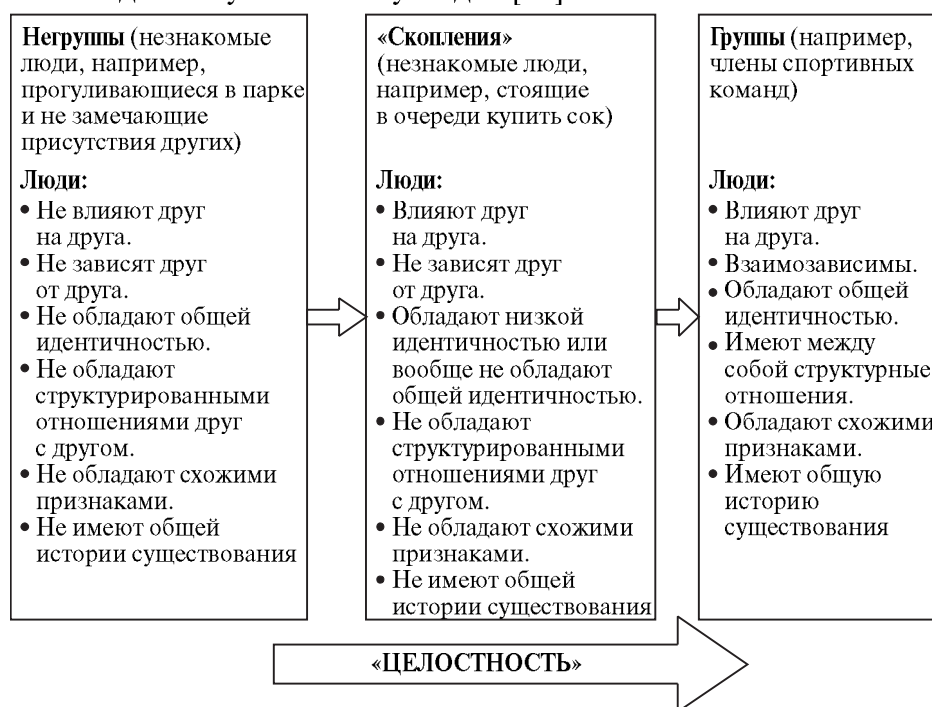 Негруппы (незнакомые
люди, например,
прогуливающиеся в парке
и не замечающие
присутствия других)
Люди:
• Не влияют друг
на друга.
• Не зависят друг
от друга.
• Не обладают общей
идентичностью.
• Не обладают
структурированными
отношениями друг
с другом.
• Не обладают схожими
признаками.
• Не имеют общей
истории существования
«Скопления»
(незнакомые люди,
например, стоящие
в очереди купить сок)
Люди:
• Влияют друг
на друга.
• Не зависят друг
от друга.
• Обладают низкой
идентичностью или
вообще не обладают
общей идентичностью.
• Не обладают
структурированными
отношениями друг
с другом.
• Не обладают схожими
признаками.
• Не имеют общей
истории существования
Группы (например,
члены спортивных
команд)
Люди:
• Влияют друг
на друга.
• Взаимозависимы.
• Обладают общей
идентичностью.
• Имеют между
собой структурные
отношения.
• Обладают схожими
признаками.
• Имеют общую
историю
существования
«ЦЕЛОСТНОСТЬ»